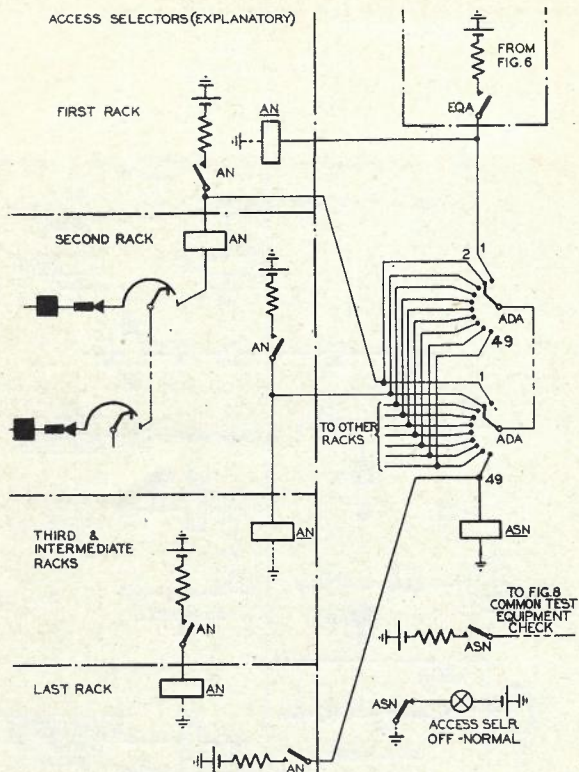 ACCESS SELECTORS (EXPLANATORY)
FROM
FIG. 6
EQA
FIRST RACK
AN
AN
SECOND RACK
AN
AN
1
2
ADA
49
1
ADA
TO OTHER
RACKS
49
THIRD &
INTERMEDIATE
RACKS
AN
ASN
AN
TO FIG. 8
COMMON TEST
EQUIPMENT
CHECK
ASN
LAST RACK
AN
ASN
ACCESS SELR.
OFF-NORMAL
AN